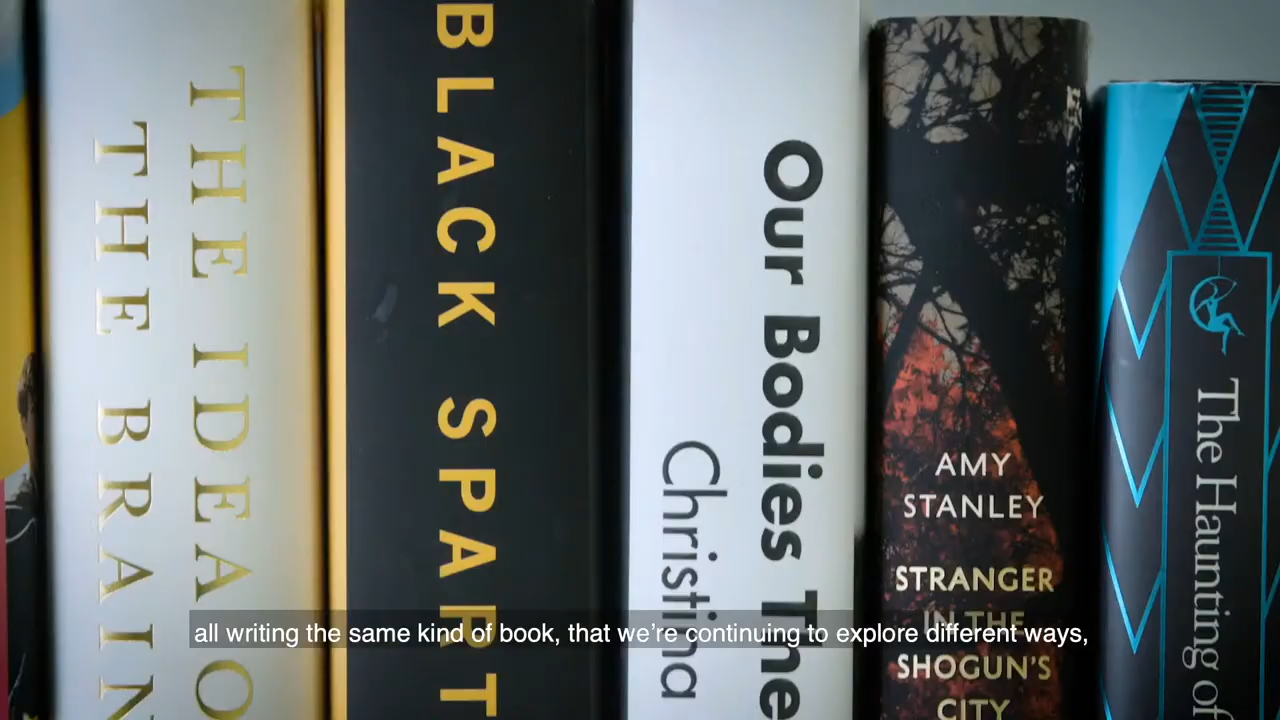 THE IDEA O
THE BRAIN
BLACK SPART
Our Bodies The
Christina
AMY
STANLEY
STRANGER
IN THE
SHOGUN'S
CITY
The Haunting of
all writing the same kind of book, that we're continuing to explore different ways,